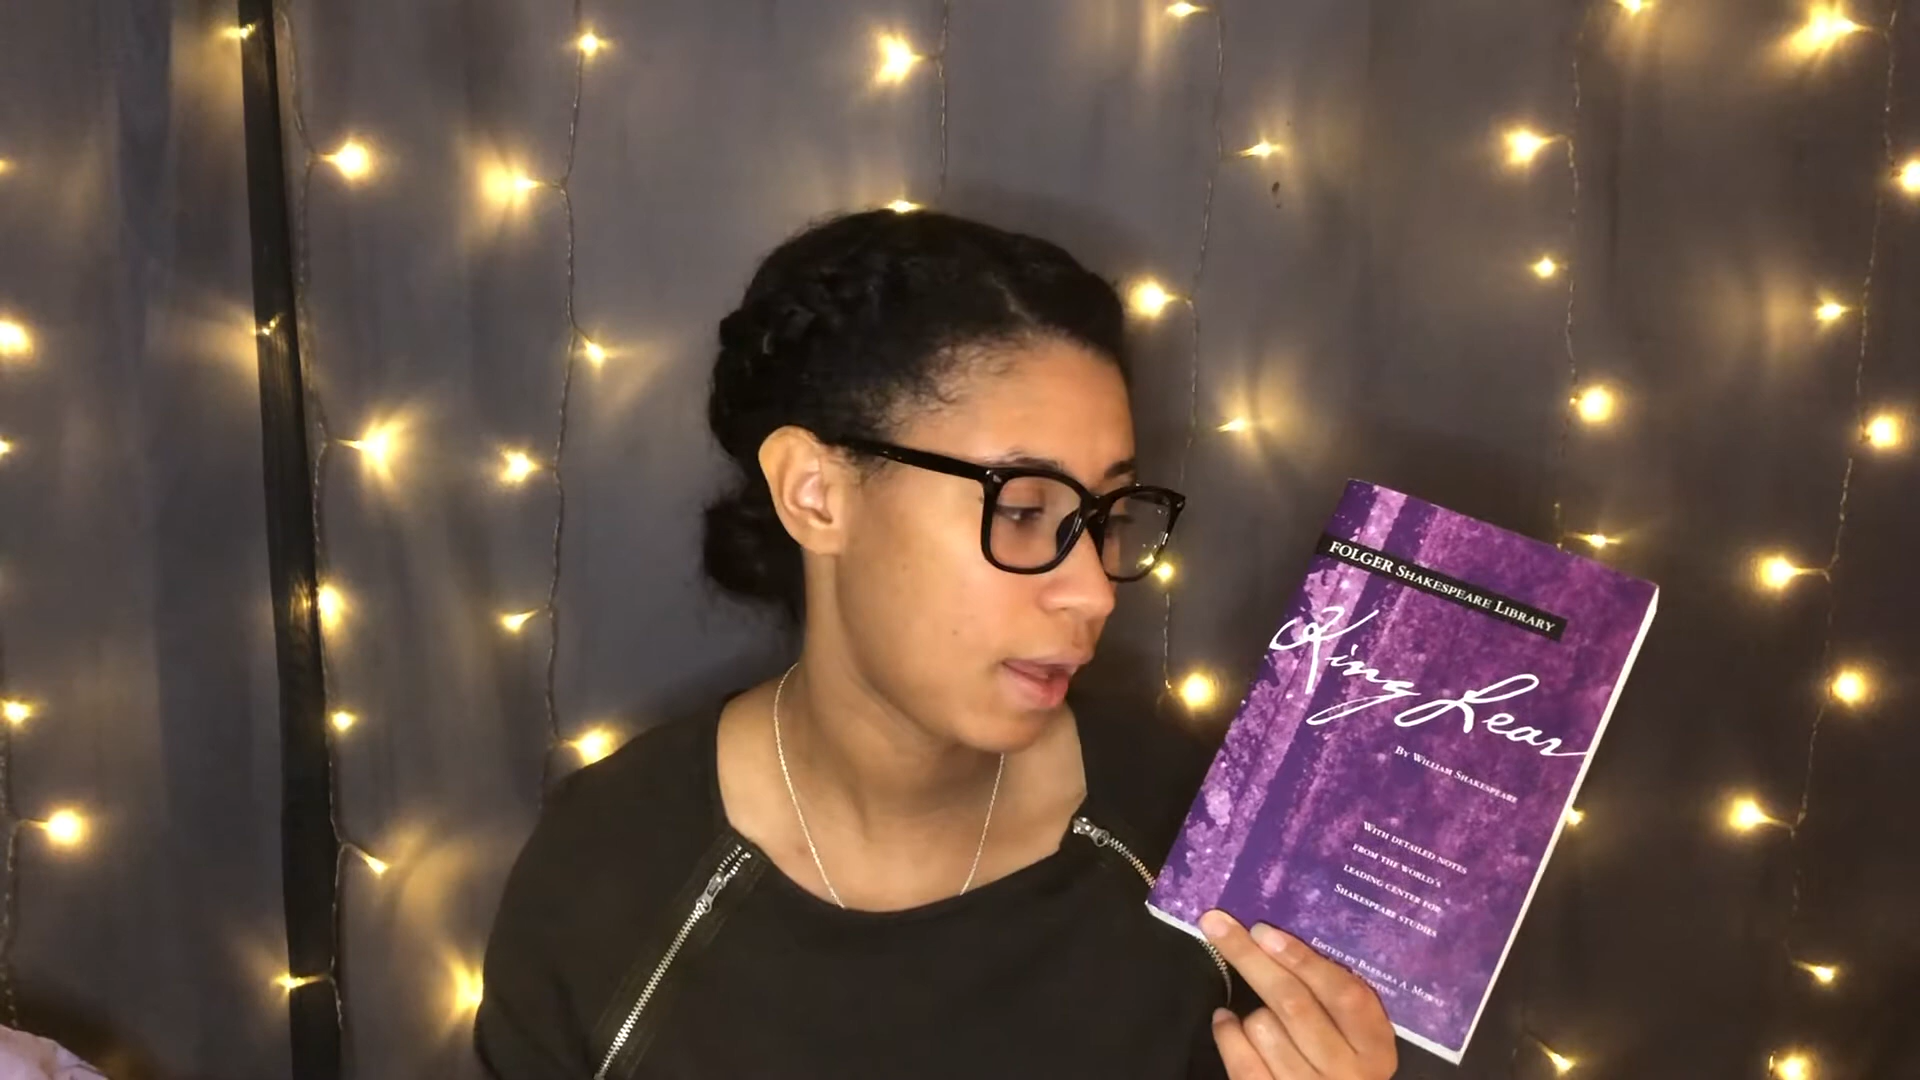 FOLGER SHAKESPEARE LIBRARY
King Lear
BY WILLIAM SHAKESPEARE
WITH DETAILED NOTES
FROM THE WORLD'S
LEADING CENTER FOR
SHAKESPEARE STUDIES
EDITED BY BARBARA A. MOWAT